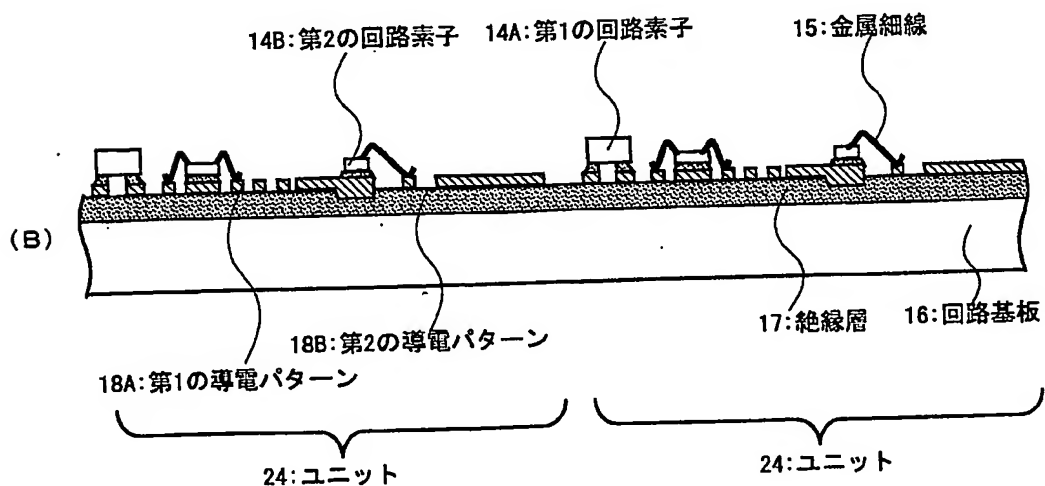 14B:第2の回路素子
14A:第1の回路素子
15:金属細線
(B)
17:絶縁層
16:回路基板
18B:第2の導電パターン
18A:第1の導電パターン
24:ユニット
24:ユニット